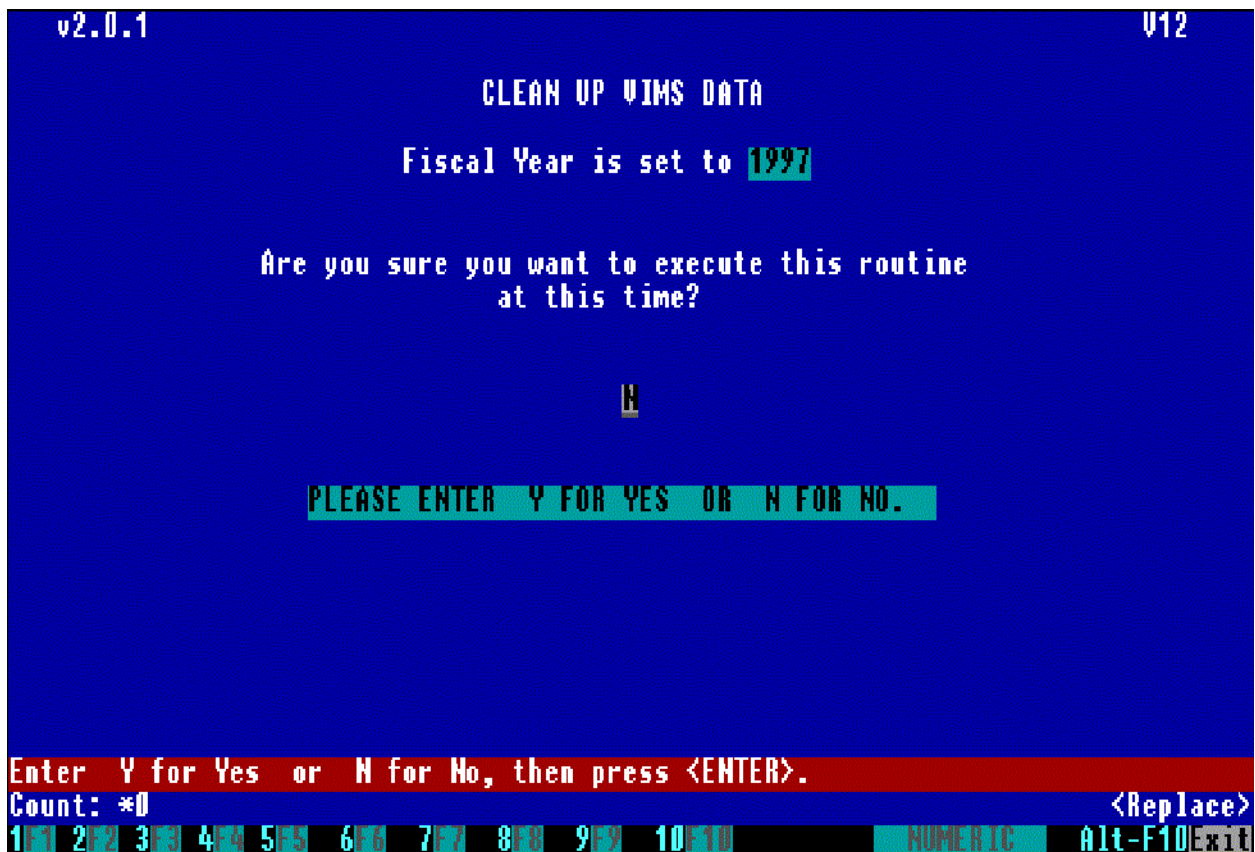 v2.0.1 V12
CLEAN UP VIMS DATA
Fiscal Year is set to 1997
Are you sure you want to execute this routine
at this time?
N
PLEASE ENTER Y FOR YES OR N FOR NO.
Enter Y for Yes or N for No, then press <ENTER>.
Count: *0 <Replace>
1F1 2F2 3F3 4F4 5F5 6F6 7F7 8F8 9F9 10F10 NUMERIC Alt-F10Exit